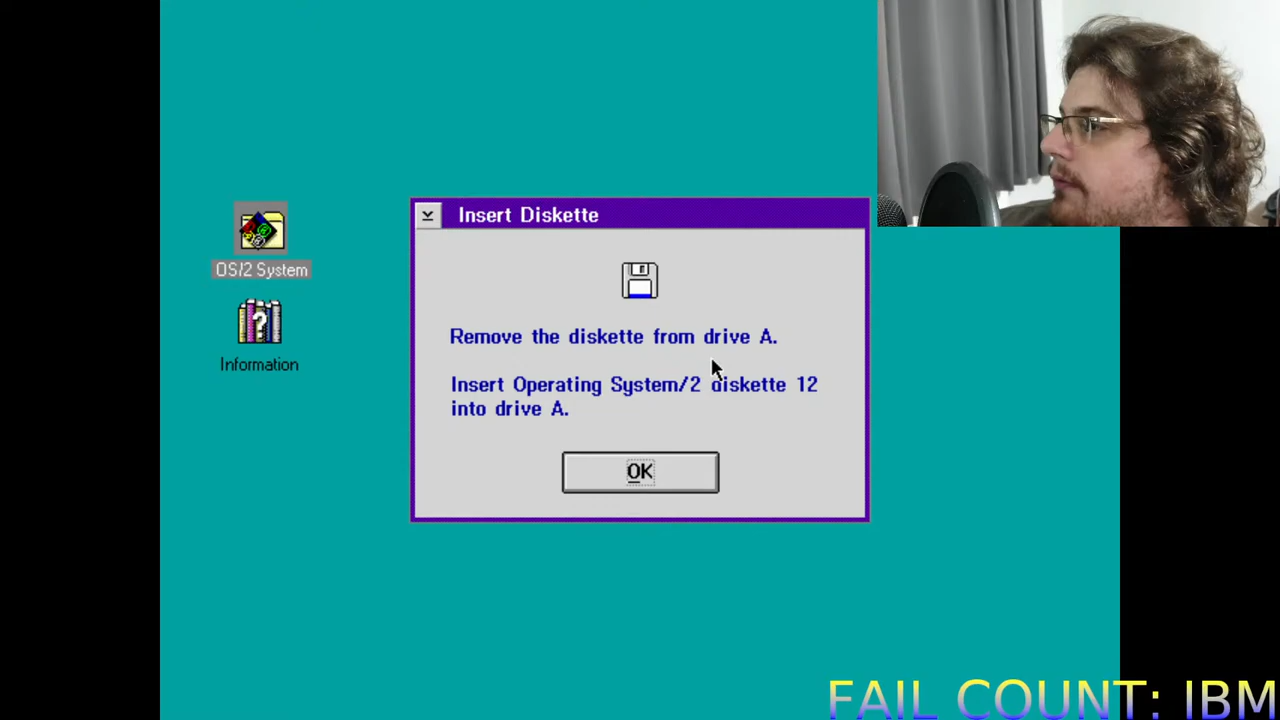 Insert Diskette
OS/2 System
Remove the diskette from drive A.
Information
Insert Operating System/2 diskette 12
into drive A.
OK
FAIL COUNT: IBM